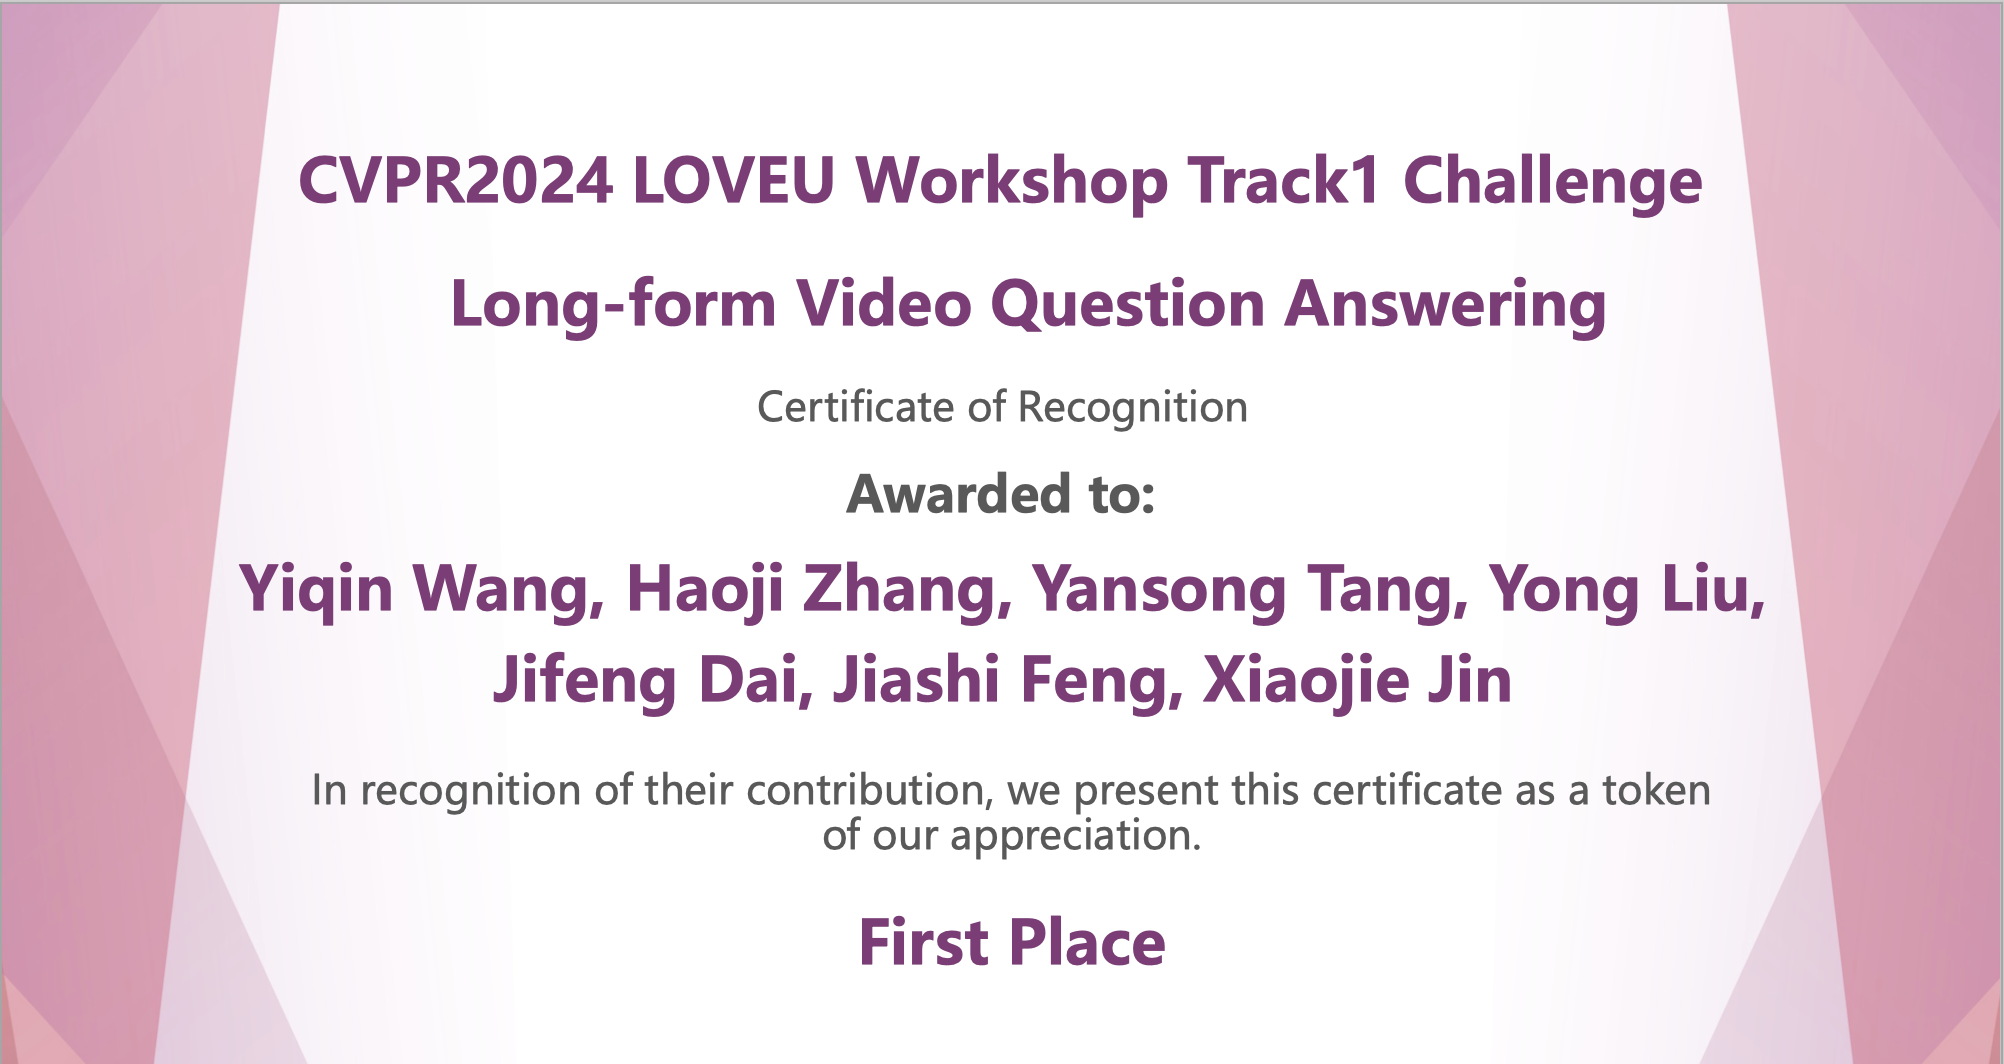 CVPR2024 LOVEU Workshop Track1 Challenge
Long-form Video Question Answering
Certificate of Recognition
Awarded to:
Yiqin Wang, Haoji Zhang, Yansong Tang, Yong Liu,
Jifeng Dai, Jiashi Feng, Xiaojie Jin
In recognition of their contribution, we present this certificate as a token
of our appreciation.
First Place